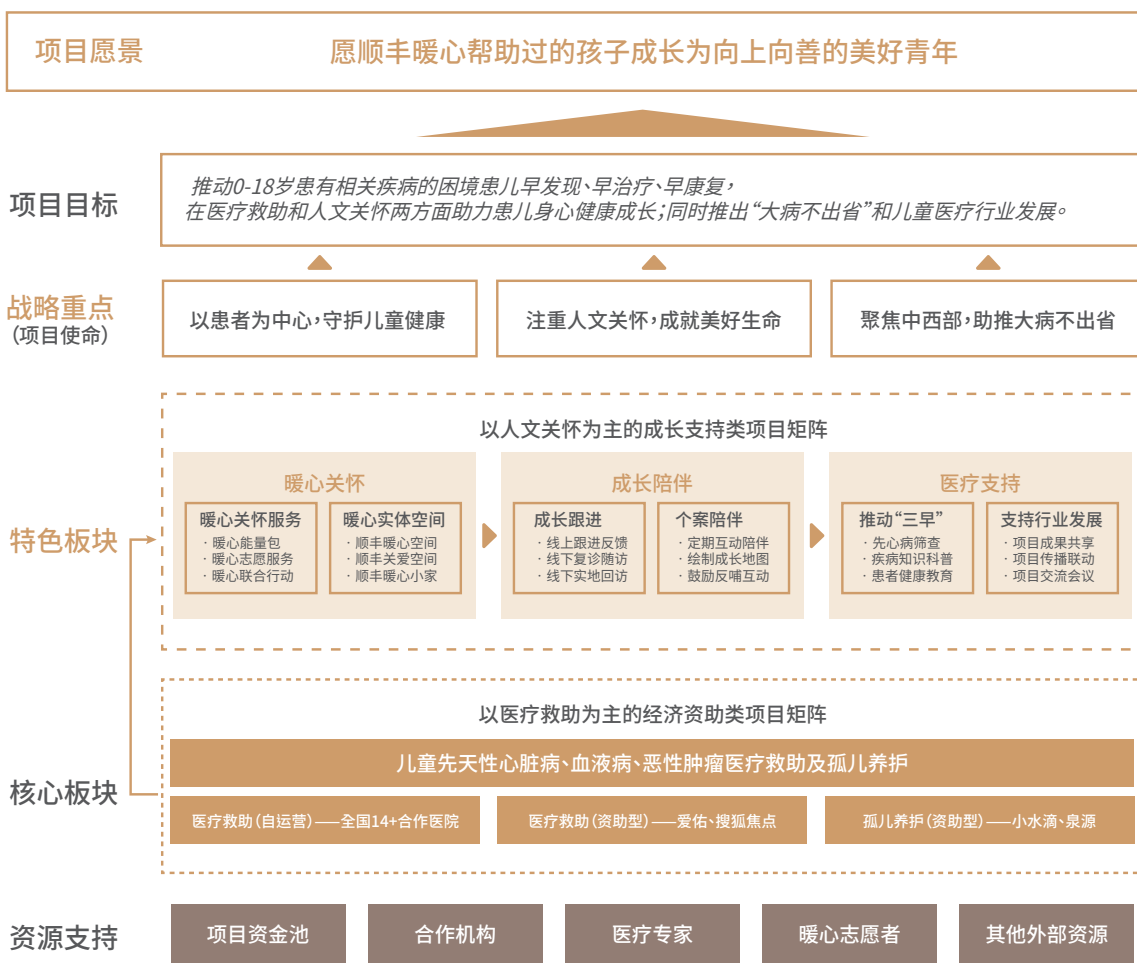 项目愿景
愿顺丰暖心帮助过的孩子成长为向上向善的美好青年
项目目标
推动0-18岁患有相关疾病的困境患儿早发现、早治疗、早康复，
在医疗救助和人文关怀两方面助力患儿身心健康成长；同时推出“大病不出省”和儿童医疗行业发展。
战略重点
（项目使命）
以患者为中心，守护儿童健康
注重人文关怀，成就美好生命
聚焦中西部，助推大病不出省
特色板块
以人文关怀为主的成长支持类项目矩阵
暖心关怀
暖心关怀服务
· 暖心能量包
· 暖心志愿服务
· 暖心联合行动
暖心实体空间
· 顺丰暖心空间
· 顺丰关爱空间
· 顺丰暖心小家
成长陪伴
成长跟进
· 线上跟进反馈
· 线下复诊随访
· 线下实地回访
个案陪伴
· 定期互动陪伴
· 绘制成长地图
· 鼓励反哺互动
医疗支持
推动“三早”
· 先心病筛查
· 疾病知识科普
· 患者健康教育
支持行业发展
· 项目成果共享
· 项目传播联动
· 项目交流会议
核心板块
以医疗救助为主的经济资助类项目矩阵
儿童先天性心脏病、血液病、恶性肿瘤医疗救助及孤儿养护
医疗救助（自运营）——全国14+合作医院
医疗救助（资助型）——爱佑、搜狐焦点
孤儿养护（资助型）——小水滴、泉源
资源支持
项目资金池
合作机构
医疗专家
暖心志愿者
其他外部资源